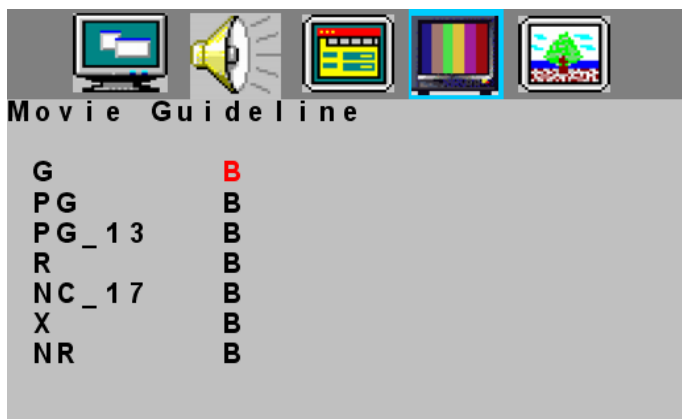 Movie Guideline
G B
PG B
PG_13 B
R B
NC_17 B
X B
NR B